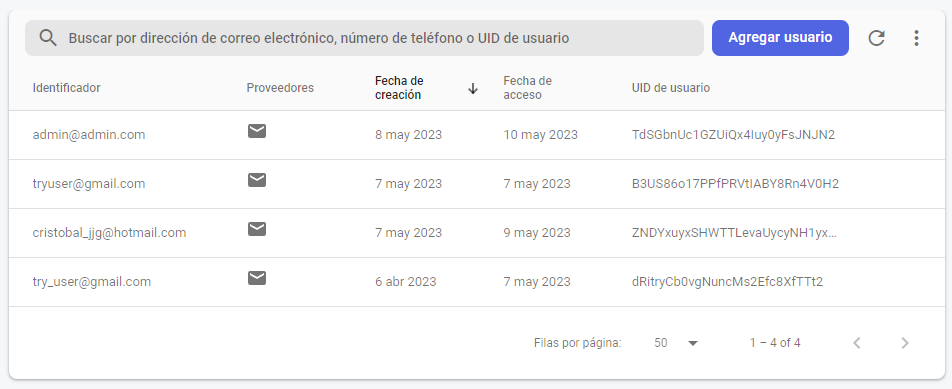 Buscar por dirección de correo electrónico, número de teléfono o UID de usuario Agregar usuario
Identificador Proveedores Fecha de creación Fecha de acceso UID de usuario
admin@admin.com 8 may 2023 10 may 2023 TdSGbnUc1GZUiQx4Iuy0yFsJNJN2
tryuser@gmail.com 7 may 2023 7 may 2023 B3US86o17PPfPRVtIABY8Rn4V0H2
cristobal_jjg@hotmail.com 7 may 2023 9 may 2023 ZNDYxuyxSHWTTLevaUycyNH1yx...
try_user@gmail.com 6 abr 2023 7 may 2023 dRitryCb0vgNuncMs2Efc8XfTTt2
Filas por página: 50 1 – 4 of 4